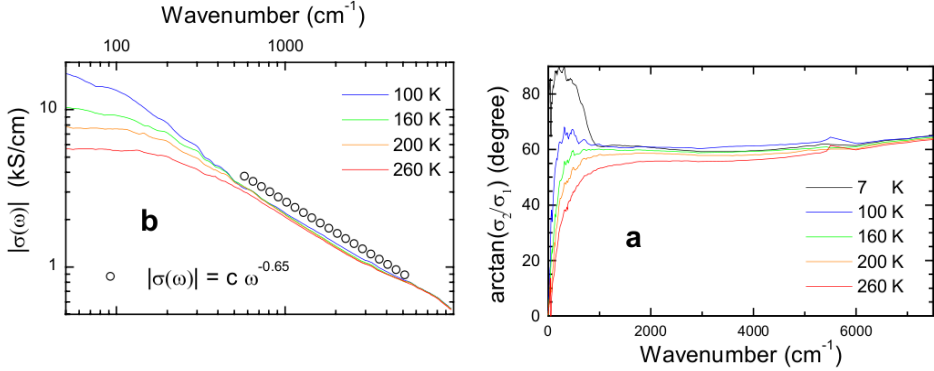 Wavenumber (cm⁻¹)
100 1000
10
1
|σ(ω)| (kS/cm)
100 K
160 K
200 K
260 K
b
|σ(ω)| = c ω^-0.65
80
60
40
20
0
arctan(σ₂/σ₁) (degree)
7 K
100 K
160 K
200 K
260 K
a
0 2000 4000 6000
Wavenumber (cm⁻¹)